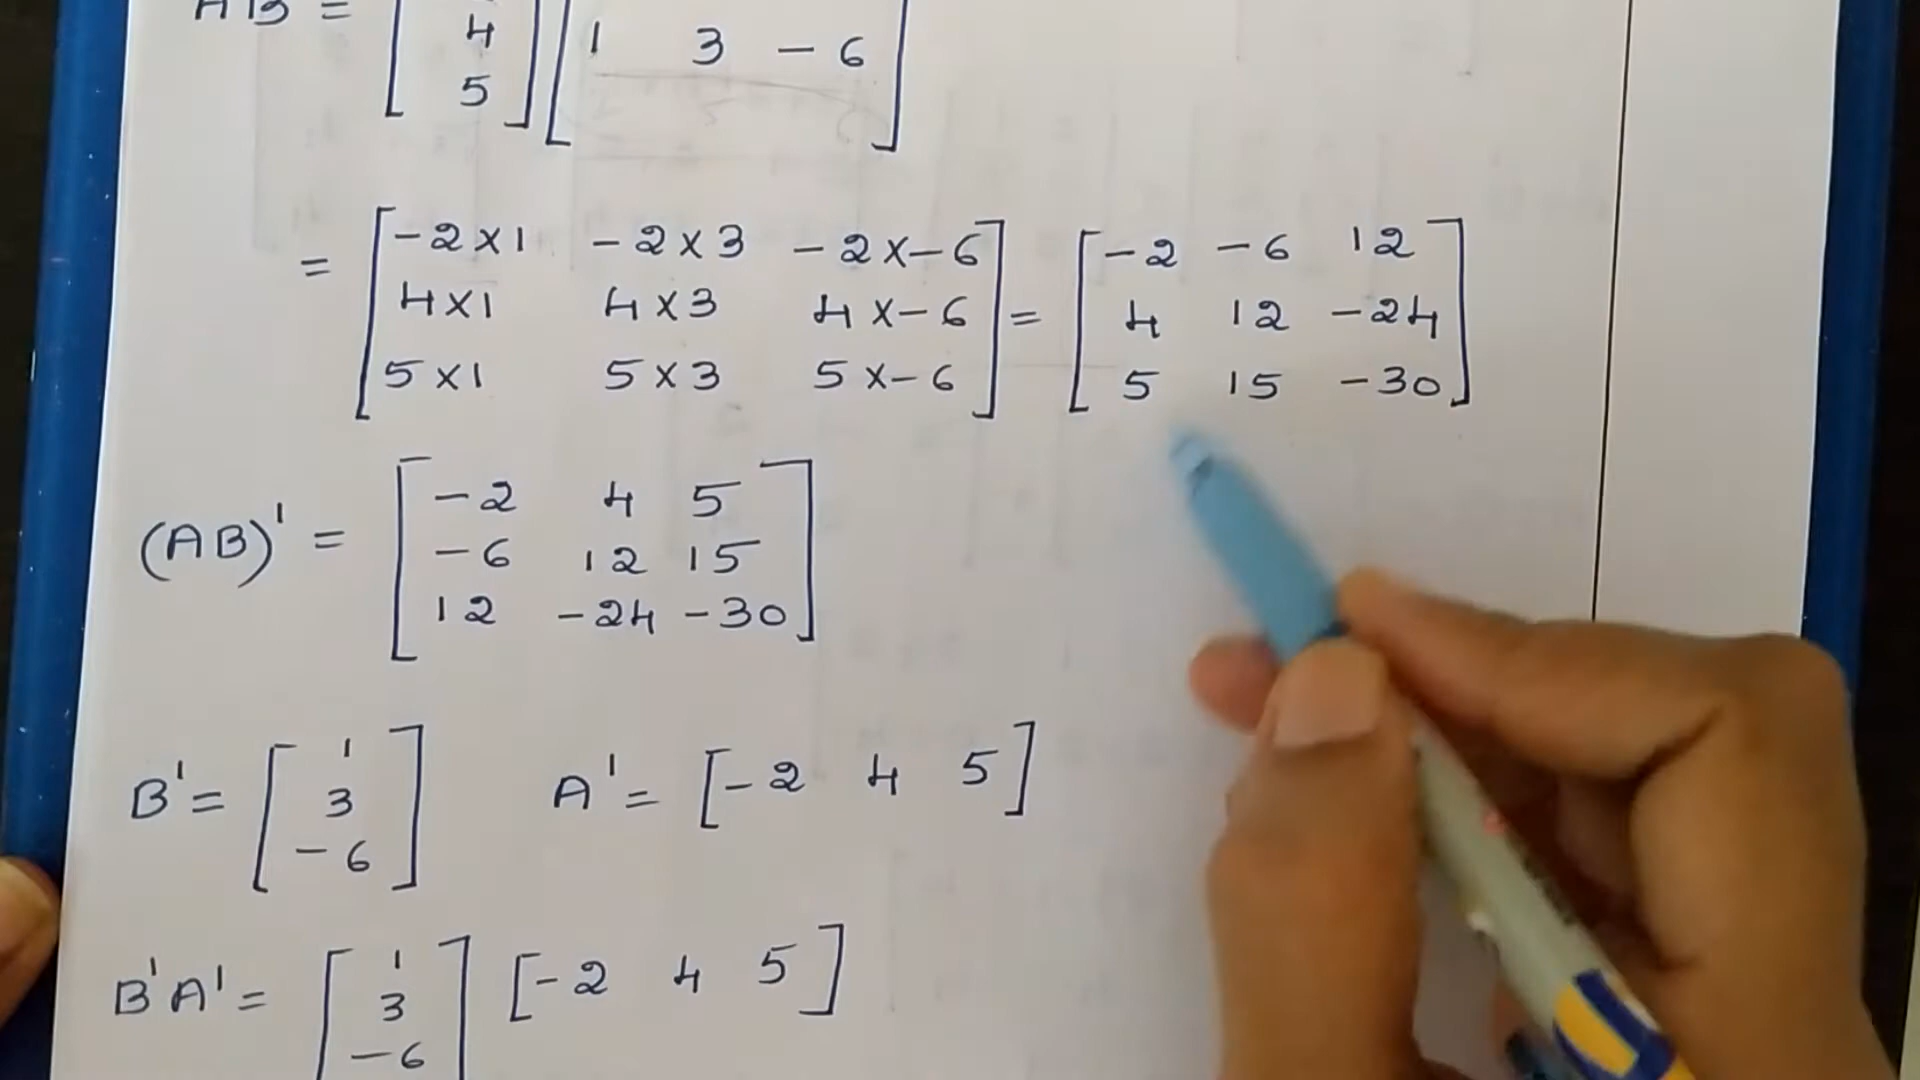 AB = [ 4 5 ] [ 1 3 -6 ]
= [ -2×1 -2×3 -2×-6
4×1 4×3 4×-6
5×1 5×3 5×-6 ] = [ -2 -6 12
4 12 -24
5 15 -30 ]
(AB)' = [ -2 4 5
-6 12 15
12 -24 -30 ]
B' = [ 1 3 -6 ] A' = [ -2 4 5 ]
B'A' = [ 1 3 -6 ] [ -2 4 5 ]